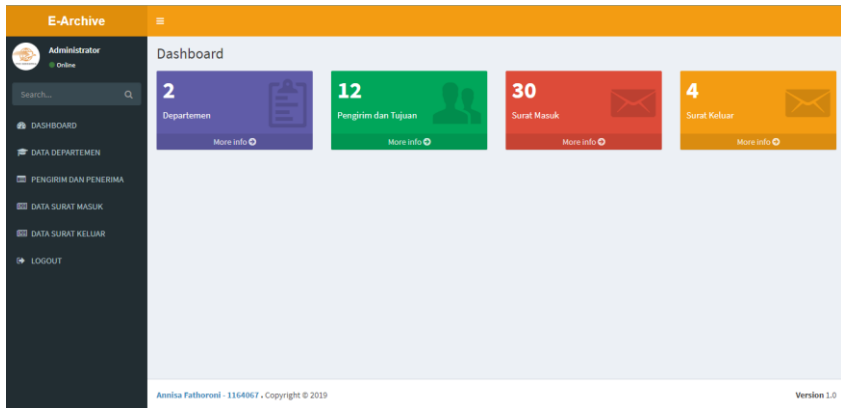 E-Archive
Administrator
Online
Search...
DASHBOARD
DATA DEPARTEMEN
PENGIRIM DAN PENERIMA
DATA SURAT MASUK
DATA SURAT KELUAR
LOGOUT
Dashboard
2
Departemen
More info
12
Pengirim dan Tujuan
More info
30
Surat Masuk
More info
4
Surat Keluar
More info
Annisa Fathoroni - 1164067 . Copyright © 2019
Version 1.0